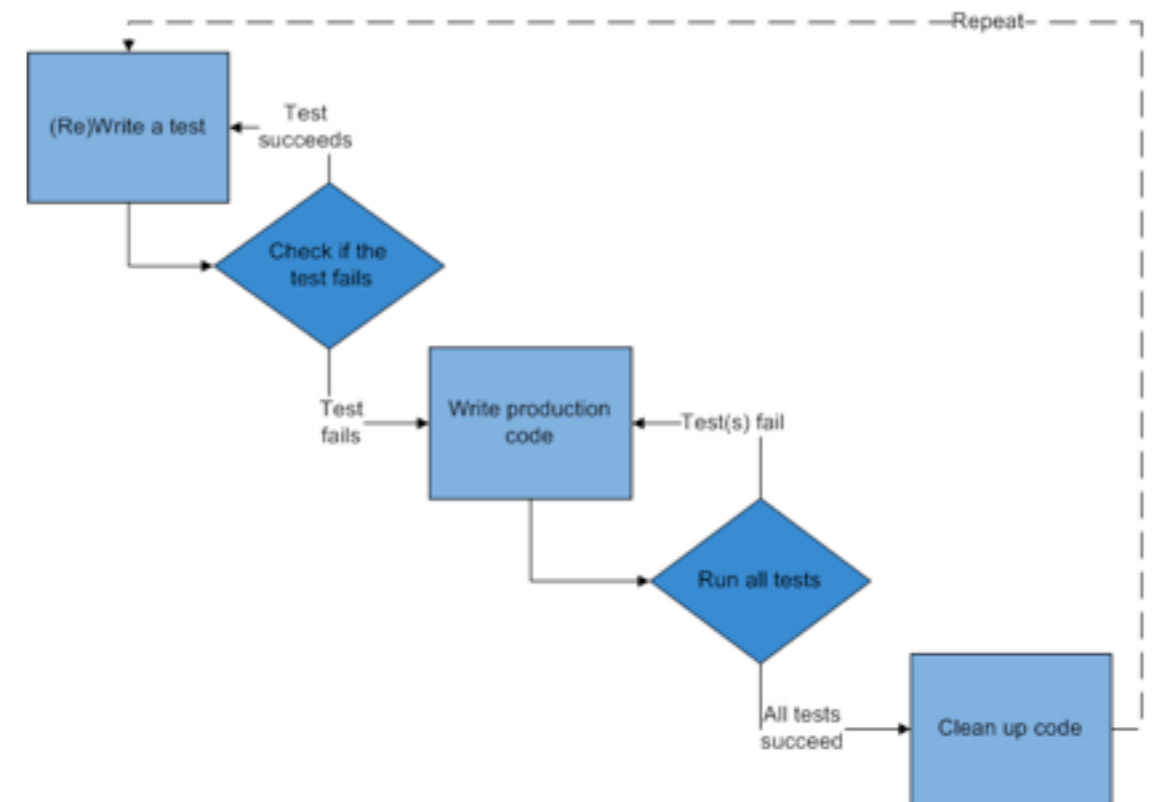 Repeat
(Re)Write a test
Test
succeeds
Check if the
test fails
Test
fails
Write production
code
Test(s) fail
Run all tests
All tests
succeed
Clean up code